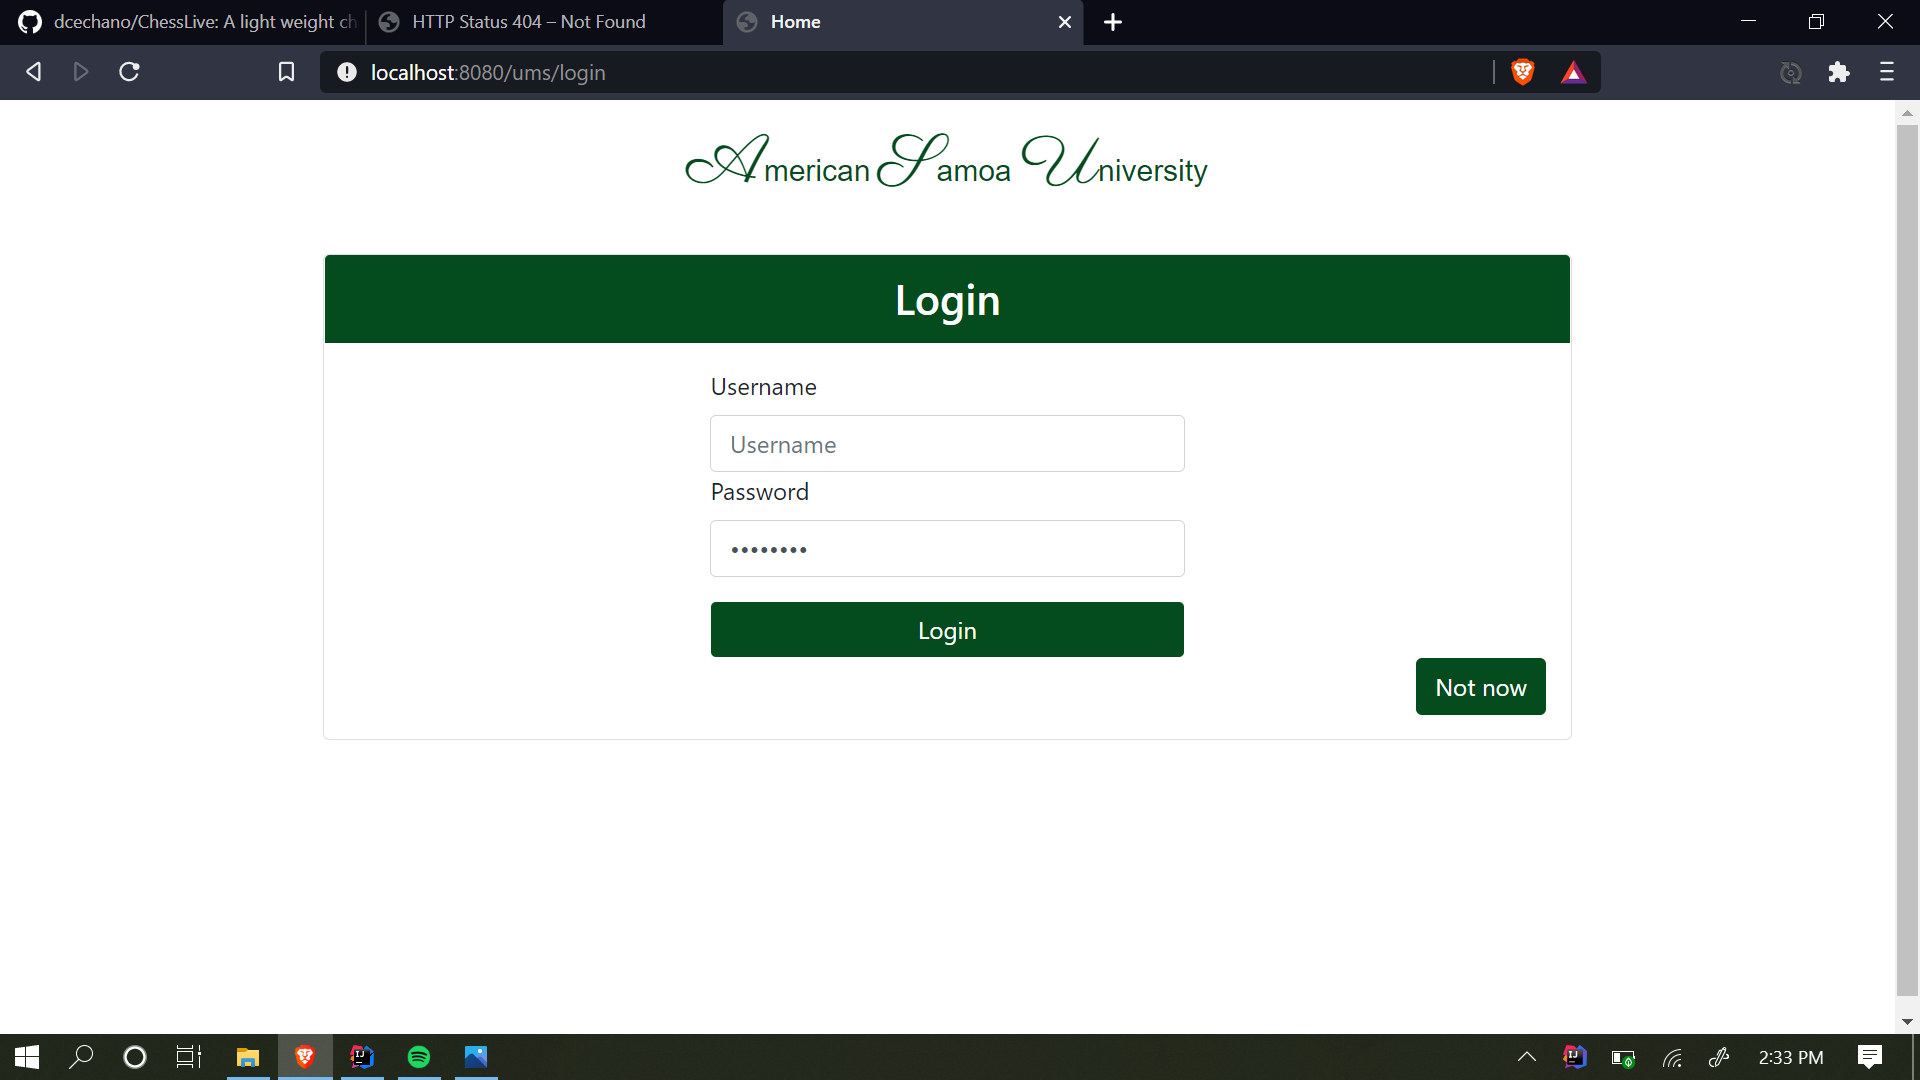 dcechano/ChessLive: A light weight ch
HTTP Status 404 – Not Found
Home
localhost:8080/ums/login
American Samoa University
Login
Username
Username
Password
••••••••
Login
Not now
2:33 PM